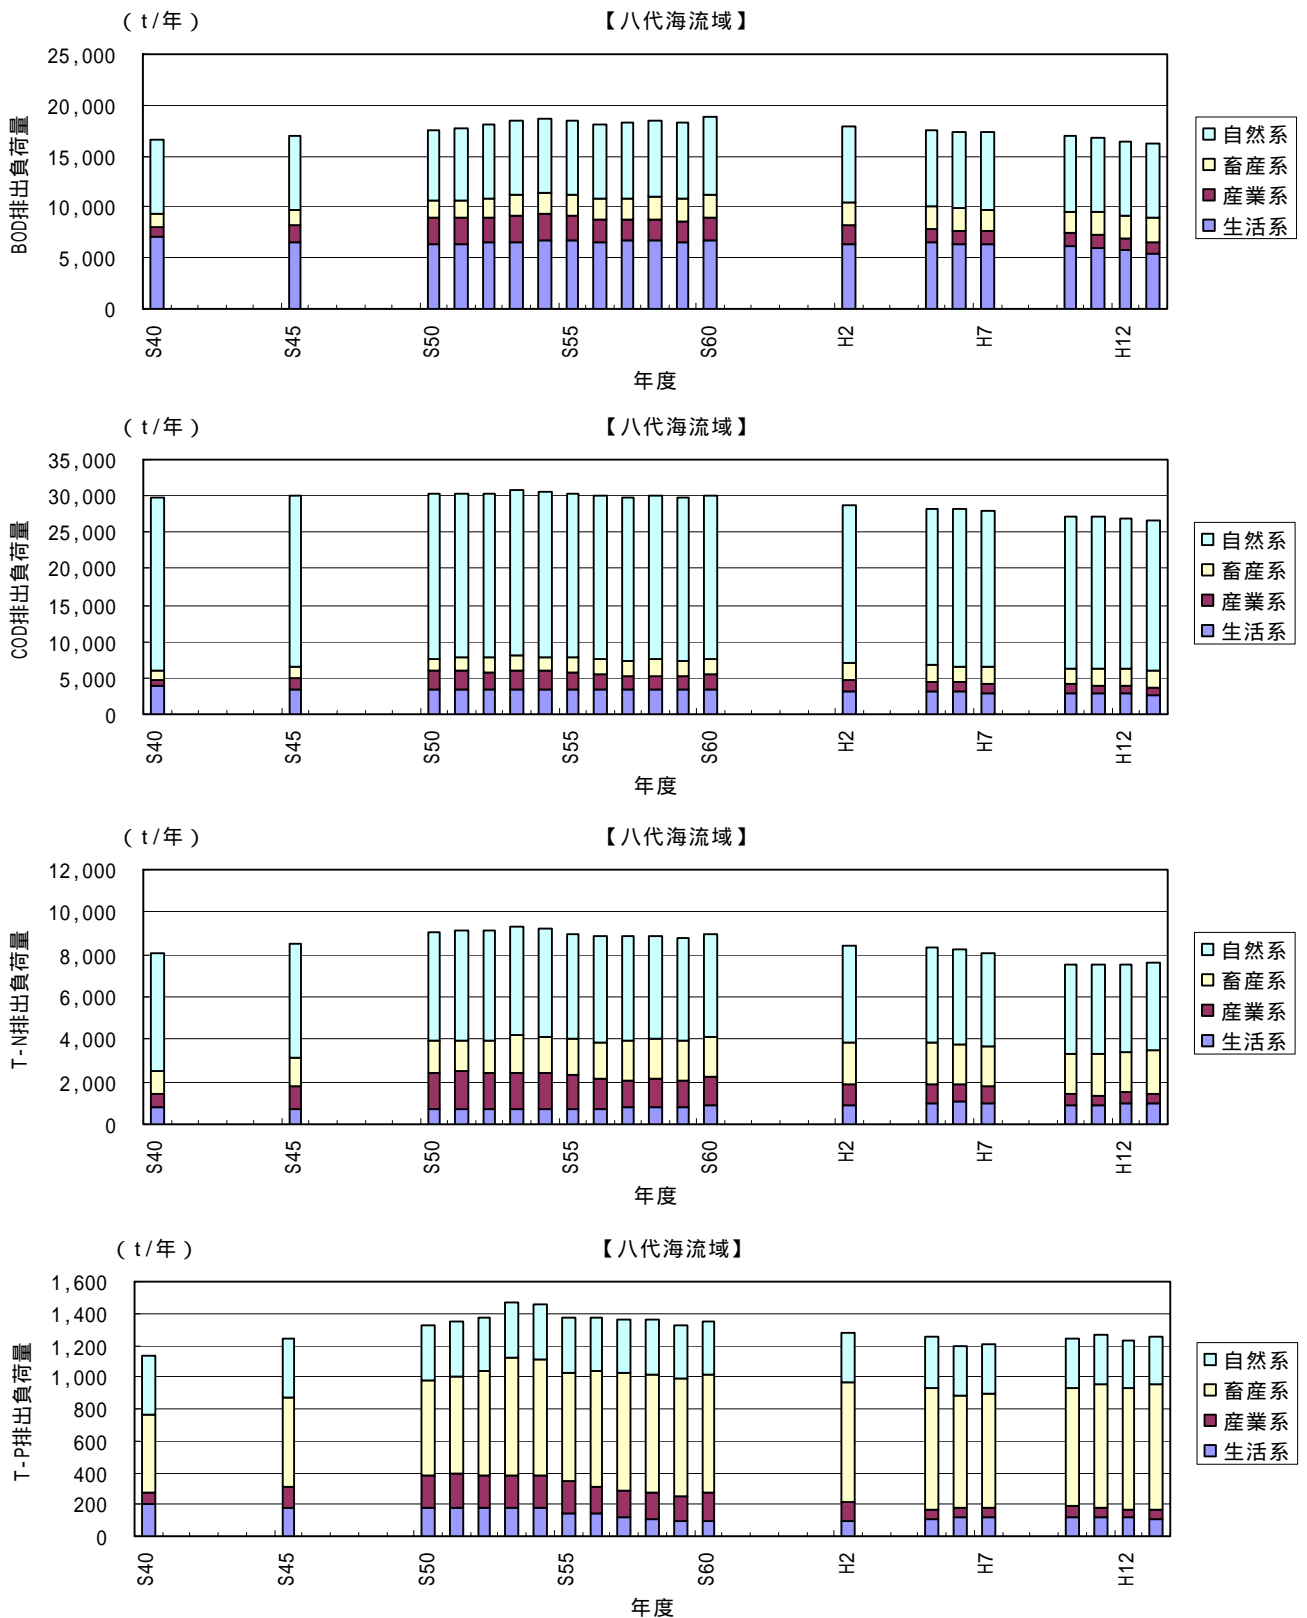 (t/年) 【八代海流域】
BOD排出負荷量
25,000
20,000
15,000
10,000
5,000
0
S40 S45 S50 S55 S60 H2 H7 H12
年度
自然系
畜産系
産業系
生活系
(t/年) 【八代海流域】
COD排出負荷量
35,000
30,000
25,000
20,000
15,000
10,000
5,000
0
S40 S45 S50 S55 S60 H2 H7 H12
年度
自然系
畜産系
産業系
生活系
(t/年) 【八代海流域】
T-N排出負荷量
12,000
10,000
8,000
6,000
4,000
2,000
0
S40 S45 S50 S55 S60 H2 H7 H12
年度
自然系
畜産系
産業系
生活系
(t/年) 【八代海流域】
T-P排出負荷量
1,600
1,400
1,200
1,000
800
600
400
200
0
S40 S45 S50 S55 S60 H2 H7 H12
年度
自然系
畜産系
産業系
生活系